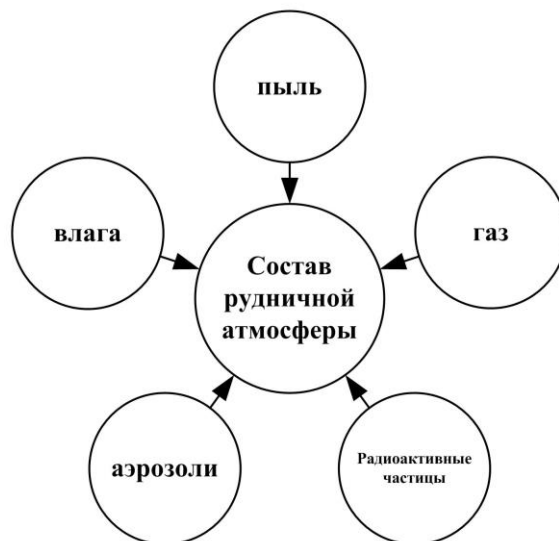 пыль
влага
газ
Состав
рудничной
атмосферы
аэрозоли
Радиоактивные
частицы